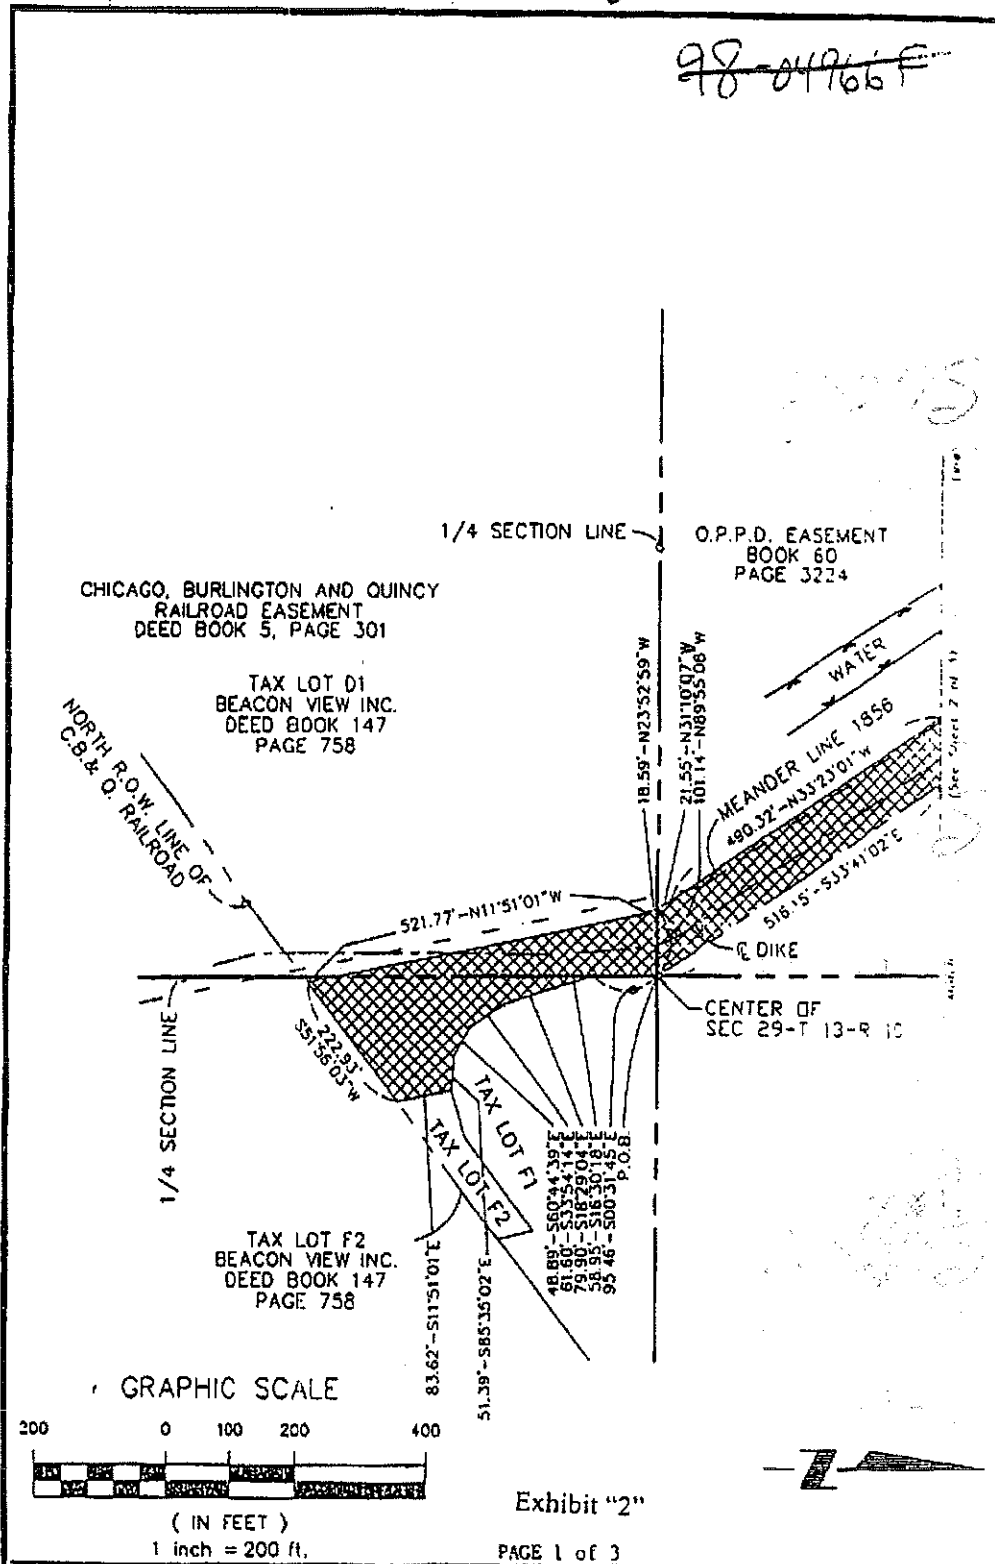 98-04966F
1/4 SECTION LINE
O.P.P.D. EASEMENT
BOOK 60
PAGE 3224
CHICAGO, BURLINGTON AND QUINCY
RAILROAD EASEMENT
DEED BOOK 5, PAGE 301
TAX LOT D1
BEACON VIEW INC.
DEED BOOK 147
PAGE 758
NORTH R.O.W. LINE OF
C.B.& Q. RAILROAD
WATER
18.59'-N23°52'59"W
21.55'-N31°10'07"W
101.14'-N89°55'08"W
MEANDER LINE 1856
490.32'-N33°23'01"W
516.15'-S33°41'02"E
(See Sheet 2 of 3)
521.77'-N11°51'01"W
℄ DIKE
CENTER OF
SEC 29-T 13-R 10
1/4 SECTION LINE
222.93'
S51°56'03"W
TAX LOT F1
TAX LOT F2
48.89'-S60°44'39"E
61.60'-S33°54'14"E
79.90'-S18°29'04"E
58.95'-S16°30'18"E
95.46'-S00°31'45"E
P.O.B.
TAX LOT F2
BEACON VIEW INC.
DEED BOOK 147
PAGE 758
83.62'-S11°51'01"E
51.39'-S85°35'02"E
GRAPHIC SCALE
200 0 100 200 400
( IN FEET )
1 inch = 200 ft.
Z
Exhibit "2"
PAGE 1 of 3